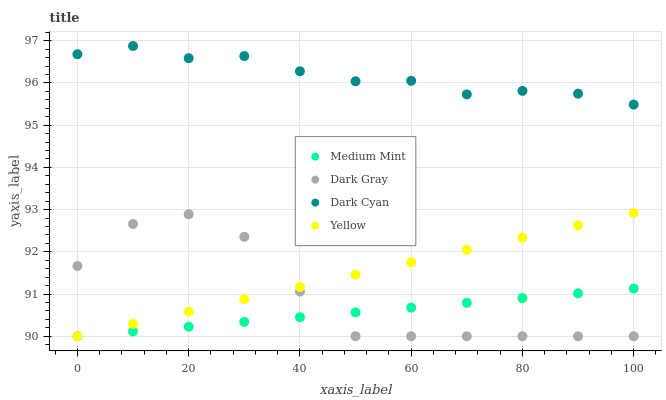 title
97
96
95
94
93
92
91
90
yaxis_label
Medium Mint
Dark Gray
Dark Cyan
Yellow
0 20 40 60 80 100
xaxis_label